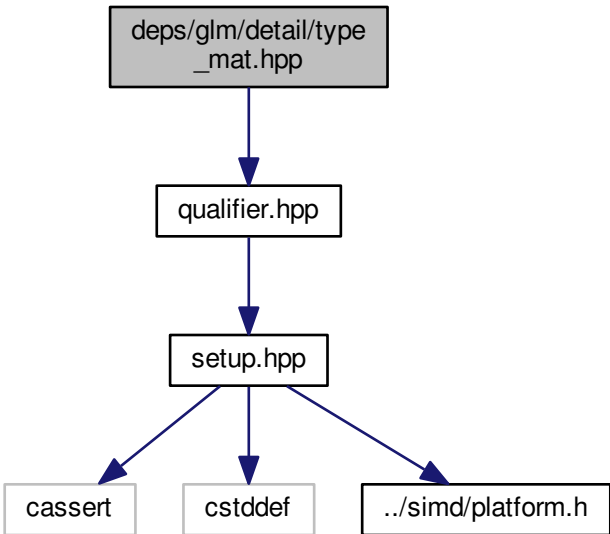 deps/glm/detail/type
_mat.hpp
qualifier.hpp
setup.hpp
cassert
cstddef
../simd/platform.h